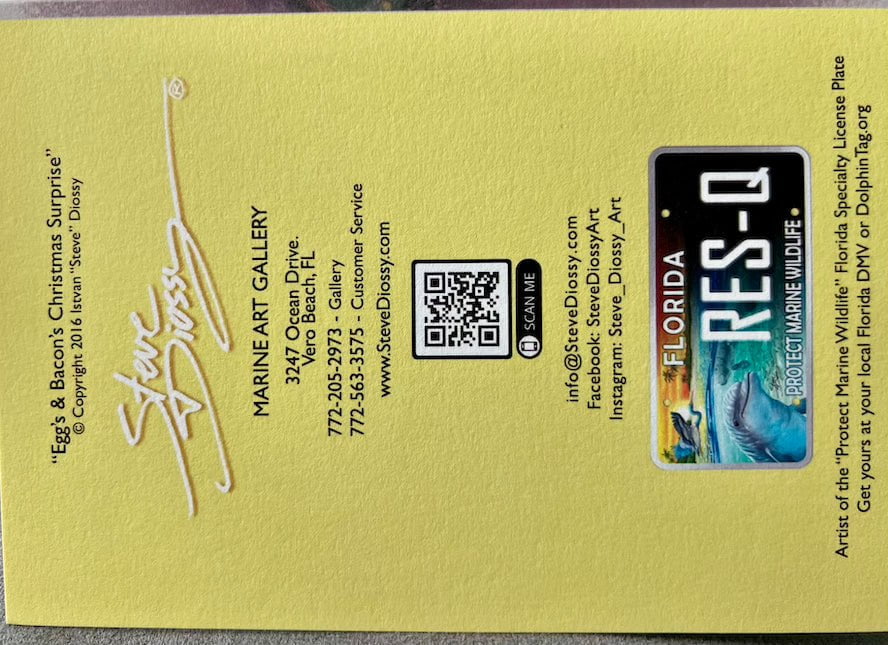 "Egg's & Bacon's Christmas Surprise"
© Copyright 2016 Istvan "Steve" Diossy
Steve
Diossy ®
MARINE ART GALLERY
3247 Ocean Drive.
Vero Beach, FL
772-205-2973 - Gallery
772-563-3575 - Customer Service
www.SteveDiossy.com
SCAN ME
info@SteveDiossy.com
Facebook: SteveDiossyArt
Instagram: Steve_Diossy_Art
FLORIDA
RES-Q
PROTECT MARINE WILDLIFE
Artist of the "Protect Marine Wildlife" Florida Specialty License Plate
Get yours at your local Florida DMV or DolphinTag.org